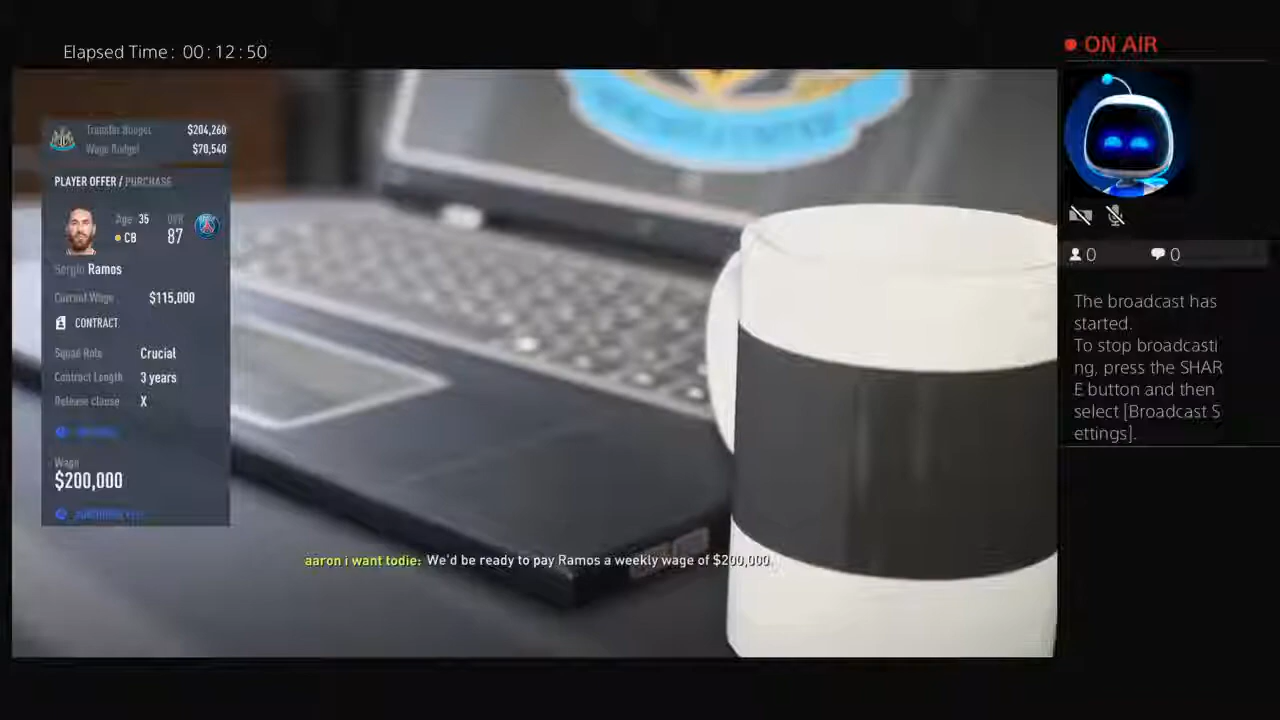 Elapsed Time: 00:12:50
ON AIR
Transfer Budget $204,260
Wage Budget $70,540
PLAYER OFFER / PURCHASE
Age 35 OVR
CB 87
Sergio Ramos
Current Wage $115,000
CONTRACT
Squad Role Crucial
Contract Length 3 years
Release clause X
Wage
$200,000
aaron i want todie: We'd be ready to pay Ramos a weekly wage of $200,000.
0 0
The broadcast has
started.
To stop broadcasti
ng, press the SHAR
E button and then
select [Broadcast S
ettings].